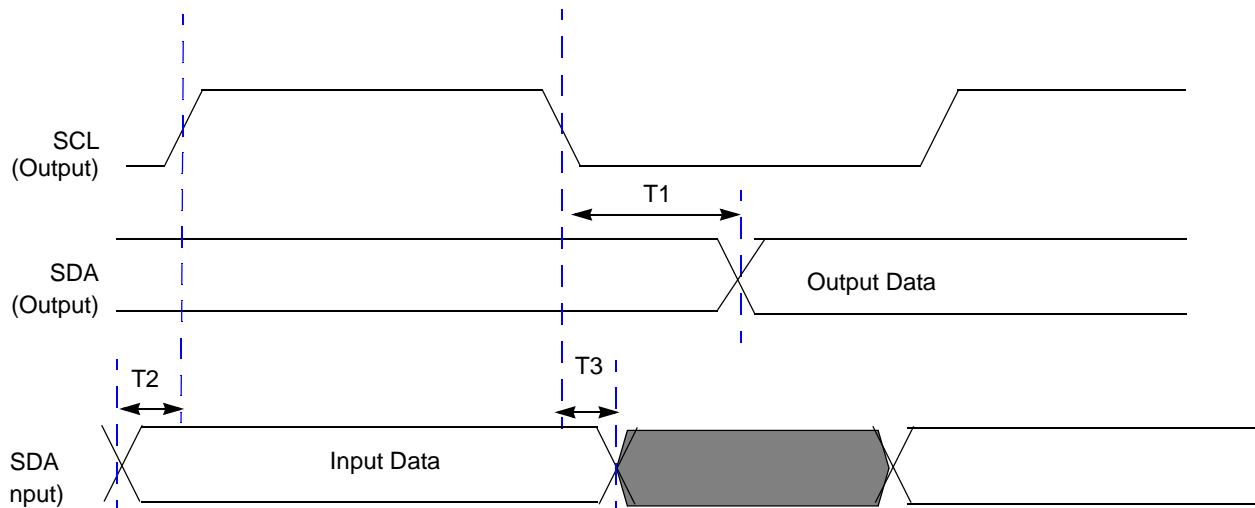 SCL
(Output)
T1
SDA
(Output)
Output Data
T2
T3
SDA
nput)
Input Data